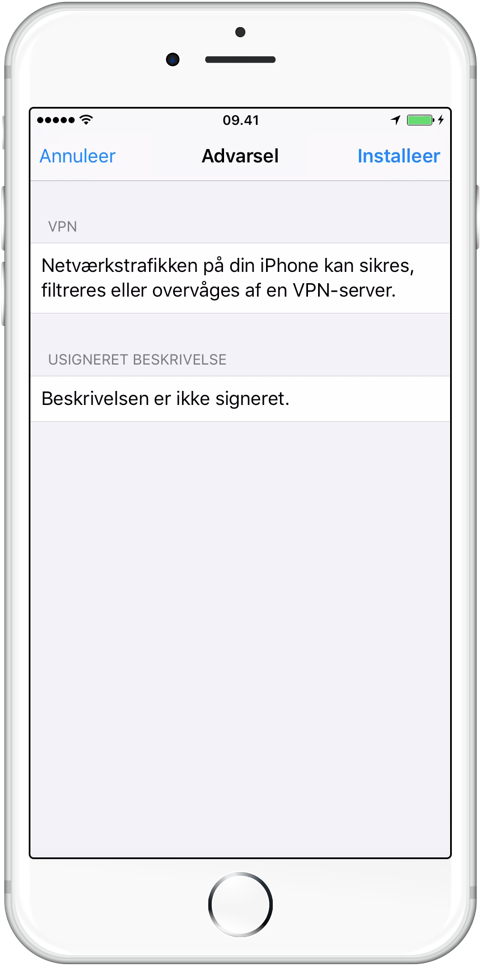 09.41
Annuleer Advarsel Installeer
VPN
Netværkstrafikken på din iPhone kan sikres,
filtreres eller overvåges af en VPN-server.
USIGNERET BESKRIVELSE
Beskrivelsen er ikke signeret.